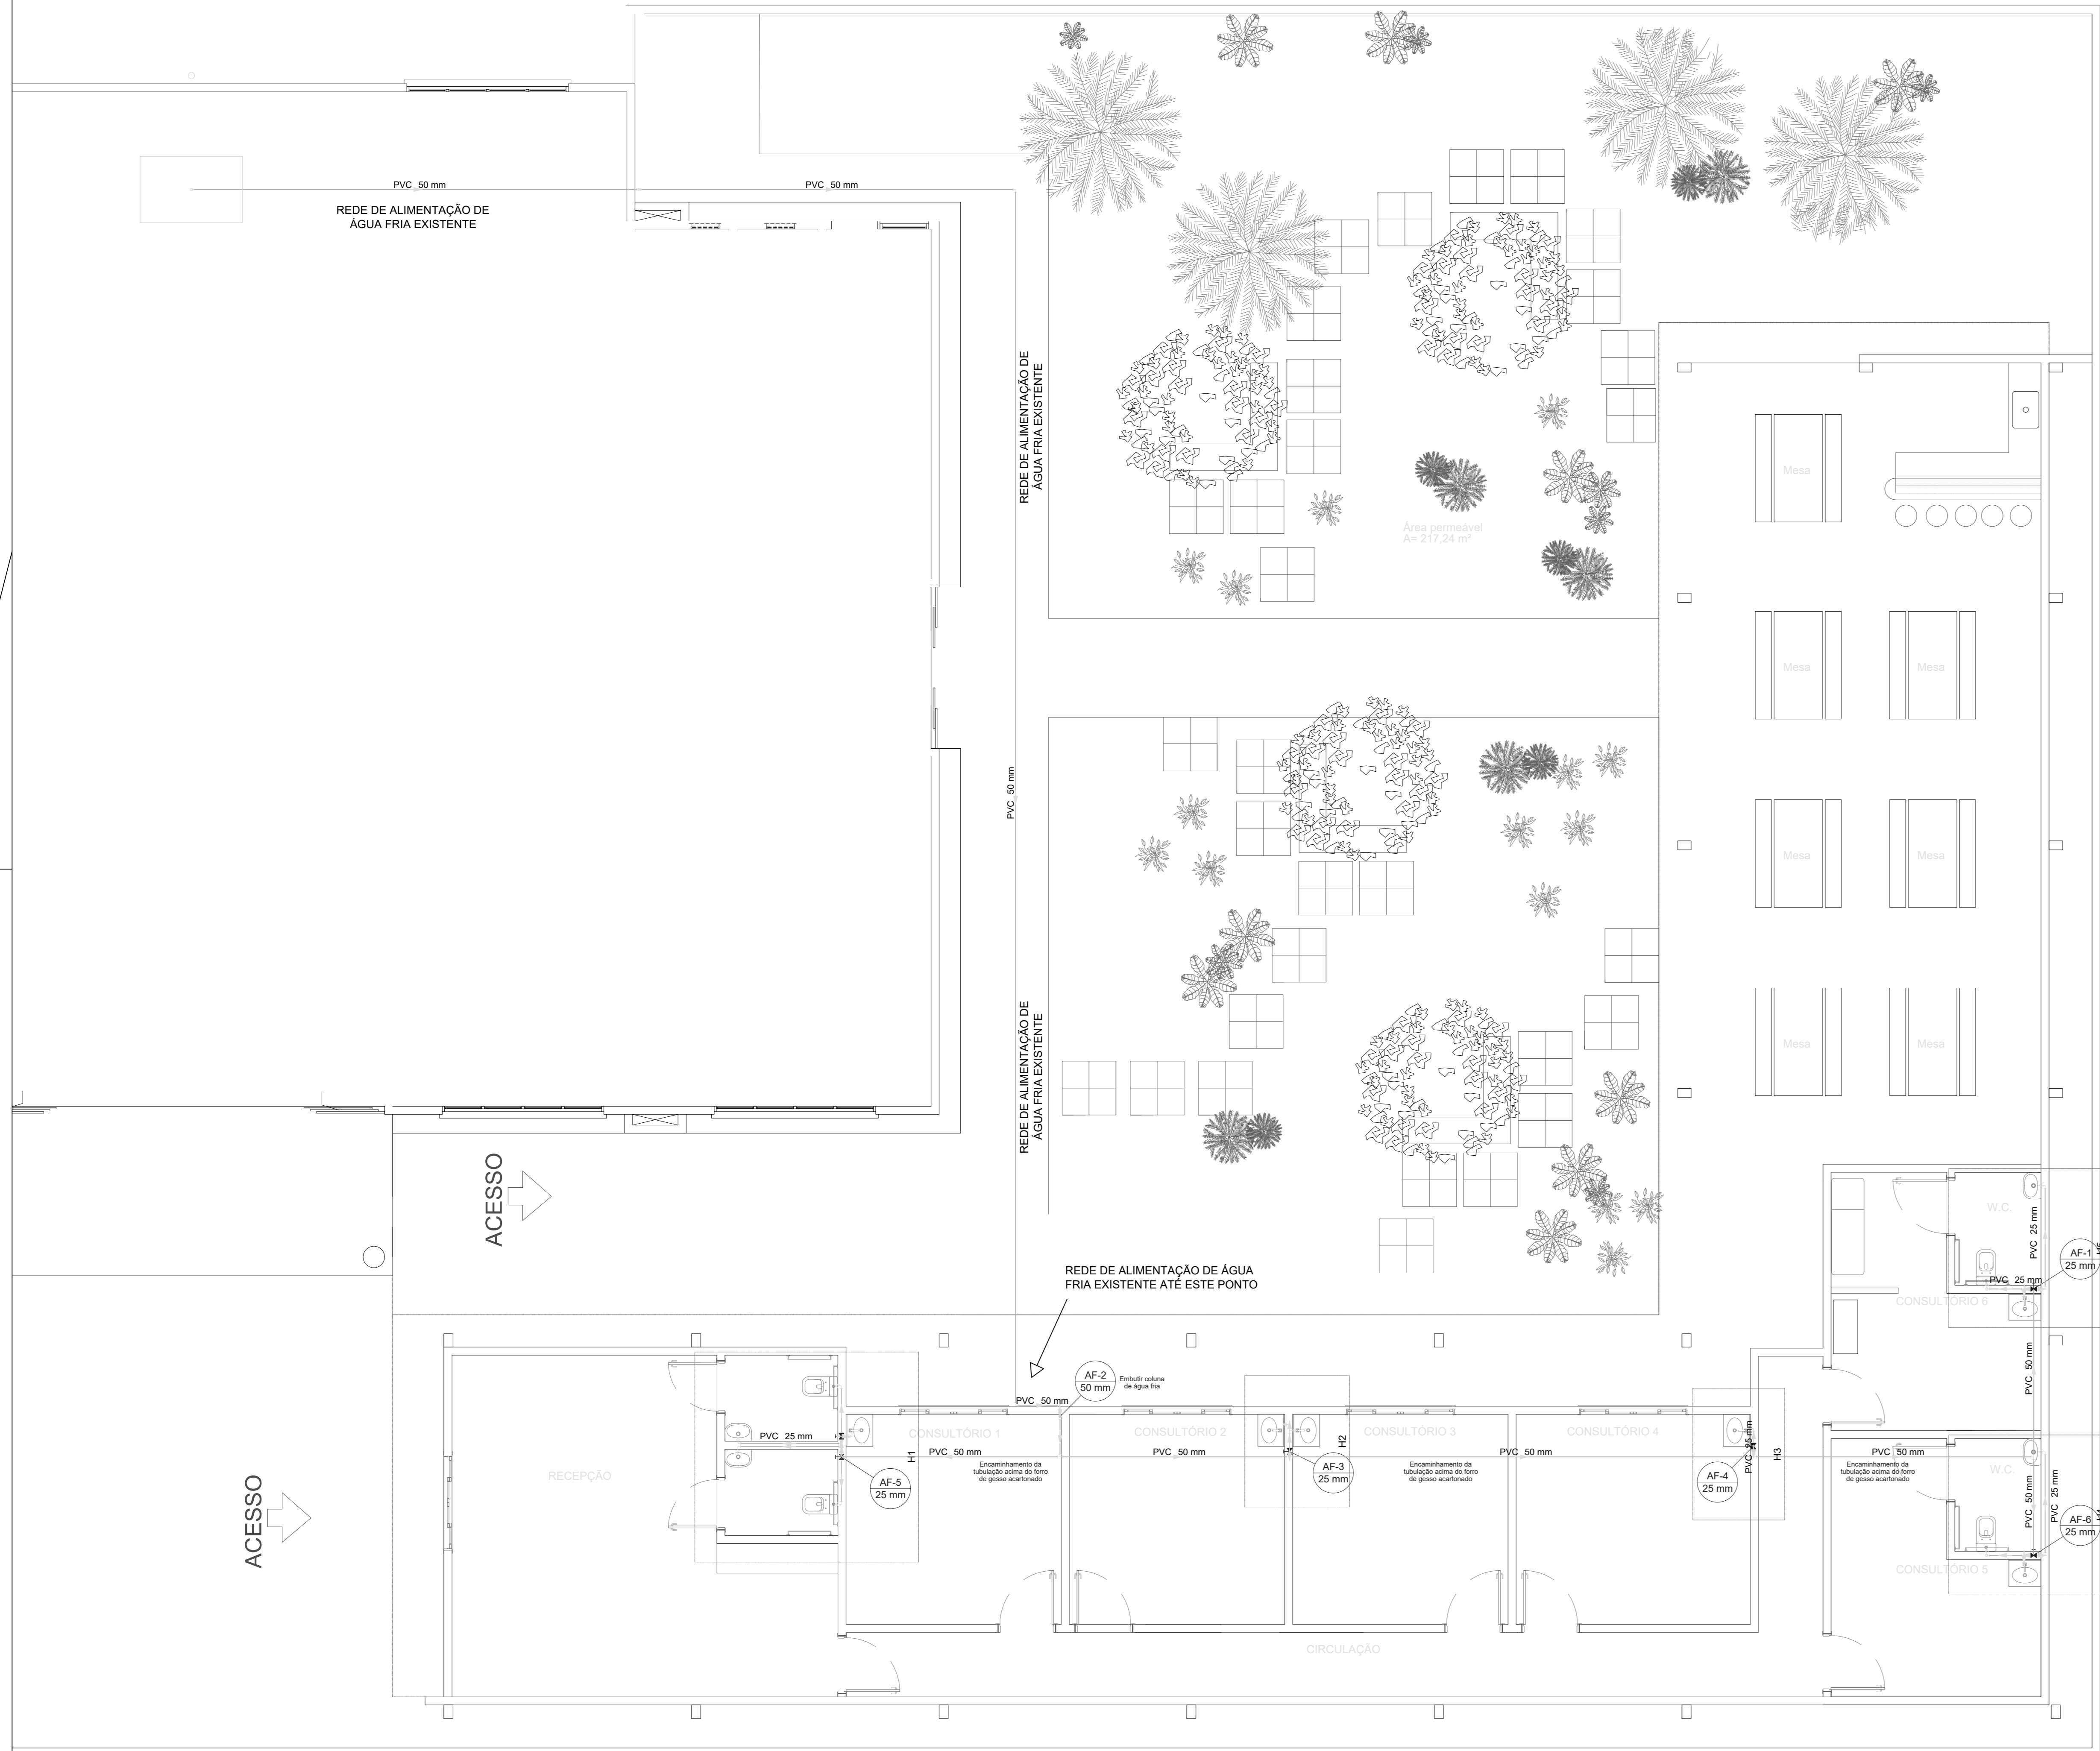 PVC 50 mm
PVC 50 mm
REDE DE ALIMENTAÇÃO DE
ÁGUA FRIA EXISTENTE
REDE DE ALIMENTAÇÃO DE
ÁGUA FRIA EXISTENTE
Área permeável
A= 217,24 m²
Mesa
Mesa
Mesa
PVC 50 mm
Mesa
Mesa
REDE DE ALIMENTAÇÃO DE
ÁGUA FRIA EXISTENTE
Mesa
Mesa
ACESSO
REDE DE ALIMENTAÇÃO DE ÁGUA
FRIA EXISTENTE ATÉ ESTE PONTO
W.C.
PVC 25 mm
AF-1
25 mm
PVC 25 mm
CONSULTÓRIO 6
PVC 50 mm
AF-2
50 mm
Embutir coluna
de água fria
PVC 50 mm
RECEPÇÃO
PVC 25 mm
CONSULTÓRIO 1
H1
PVC 50 mm
Encaminhamento da
tubulação acima do forro
de gesso acartonado
AF-5
25 mm
CONSULTÓRIO 2
PVC 50 mm
H2
AF-3
25 mm
CONSULTÓRIO 3
Encaminhamento da
tubulação acima do forro
de gesso acartonado
CONSULTÓRIO 4
PVC 50 mm
PVC 25 mm
H3
AF-4
25 mm
PVC 50 mm
Encaminhamento da
tubulação acima do forro
de gesso acartonado
W.C.
PVC 50 mm
PVC 25 mm
AF-6
25 mm
CONSULTÓRIO 5
ACESSO
CIRCULAÇÃO